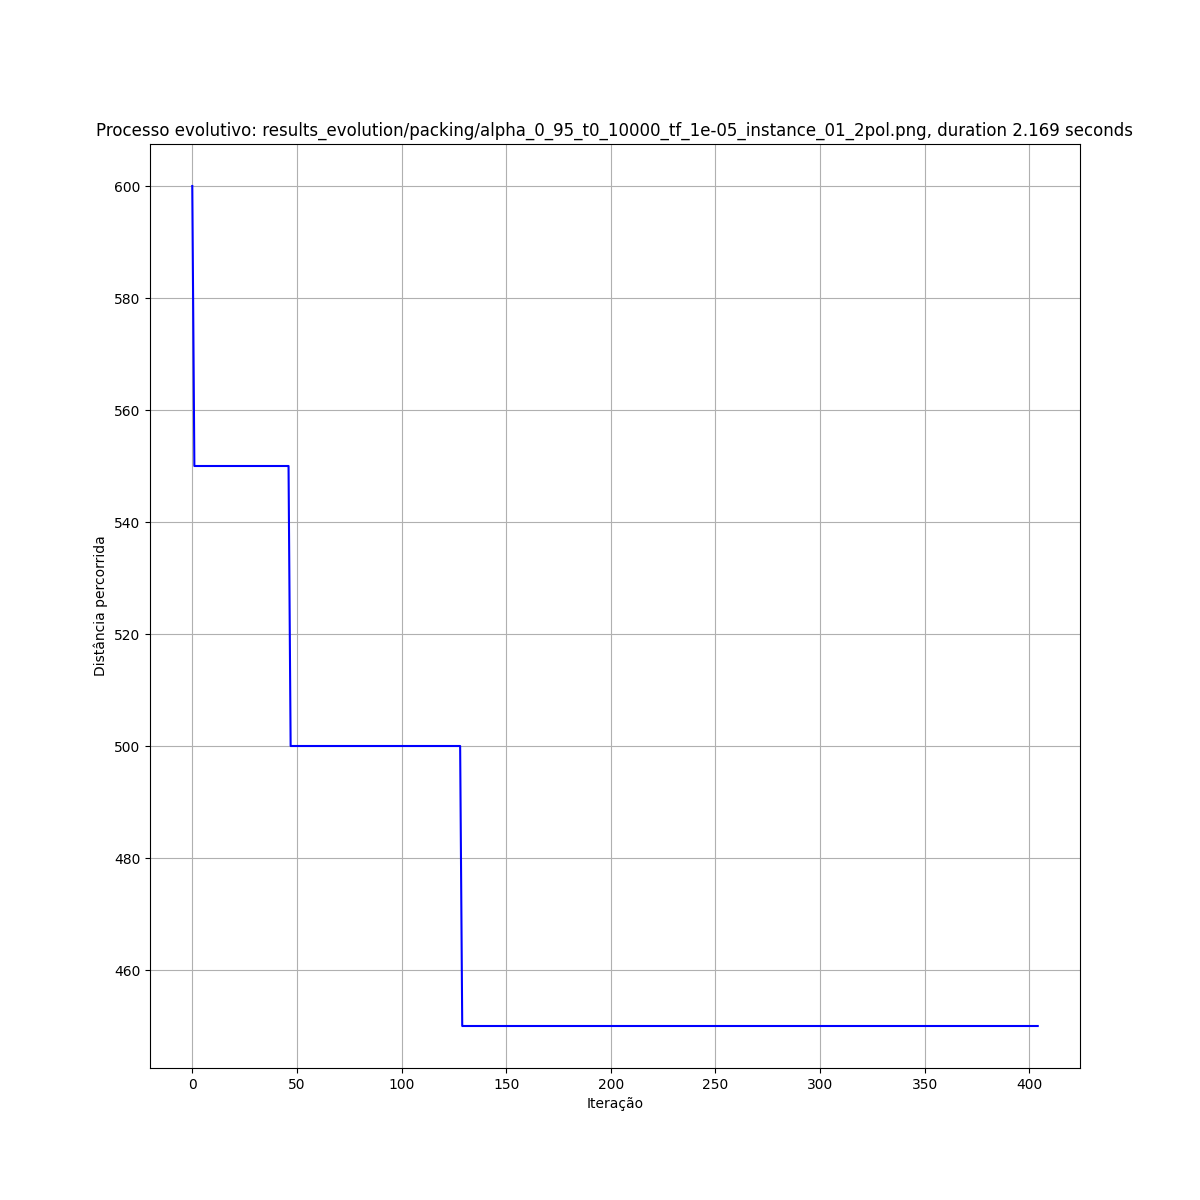 Processo evolutivo: results_evolution/packing/alpha_0_95_t0_10000_tf_1e-05_instance_01_2pol.png, duration 2.169 seconds
600
580
560
540
520
500
480
460
Distância percorrida
0 50 100 150 200 250 300 350 400
Iteração